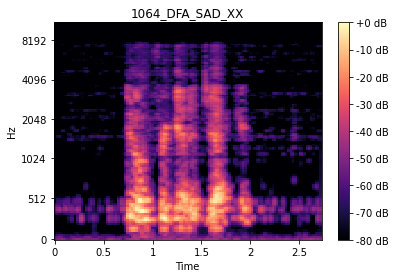 1064_DFA_SAD_XX
Hz
8192
4096
2048
1024
512
0
0
0.5
1
1.5
2
2.5
Time
+0 dB
-10 dB
-20 dB
-30 dB
-40 dB
-50 dB
-60 dB
-70 dB
-80 dB